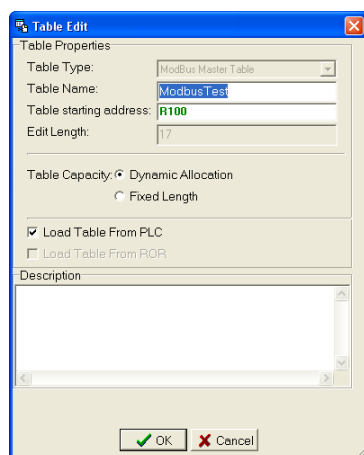 Table Edit
Table Properties
Table Type: ModBus Master Table
Table Name: ModbusTest
Table starting address: R100
Edit Length: 17
Table Capacity: Dynamic Allocation
Fixed Length
Load Table From PLC
Load Table From ROR
Description
OK Cancel